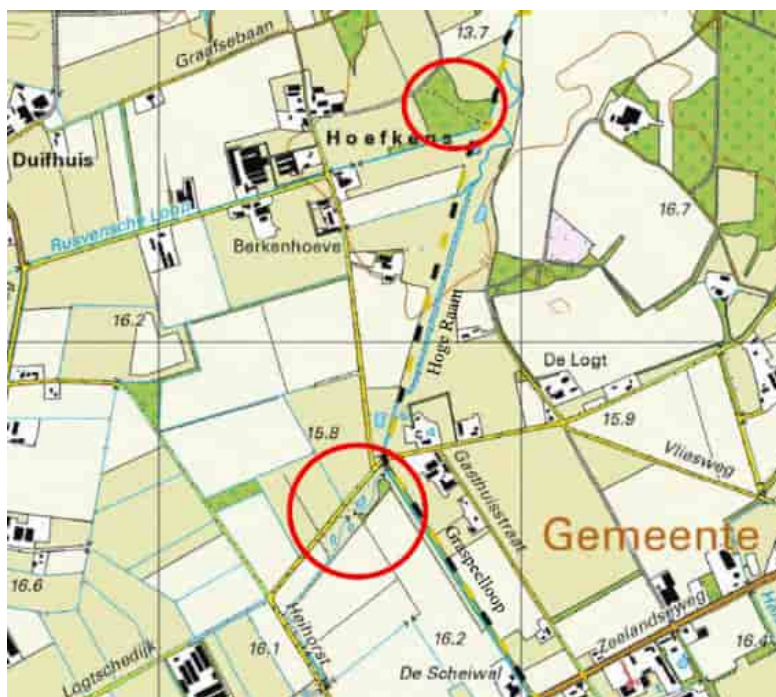 Graafsebaan
13.7
Duifhuis
Hoefkens
Rusvensche Loop
Berkenhoeve
16.7
16.2
Hoge Raam
De Logt
15.9
15.8
Vliesweg
Gasthuisstraat
Gemeente
Graspeelloop
16.6
Heihorst
Zeelandseweg
16.1
16.2
16.4
Logtschedijk
De Scheiwal